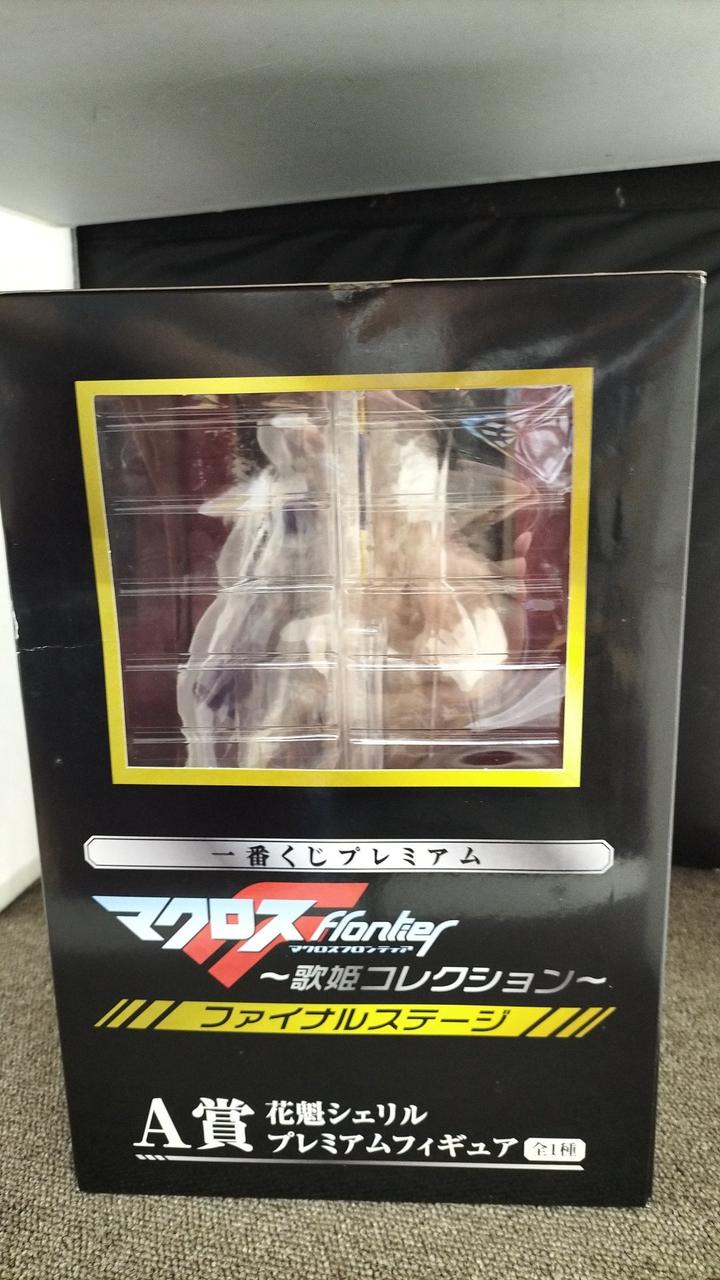 一番くじプレミアム
マクロスFrontier
マクロスフロンティア
～歌姫コレクション～
ファイナルステージ
A賞 花魁シェリル
プレミアムフィギュア 全1種